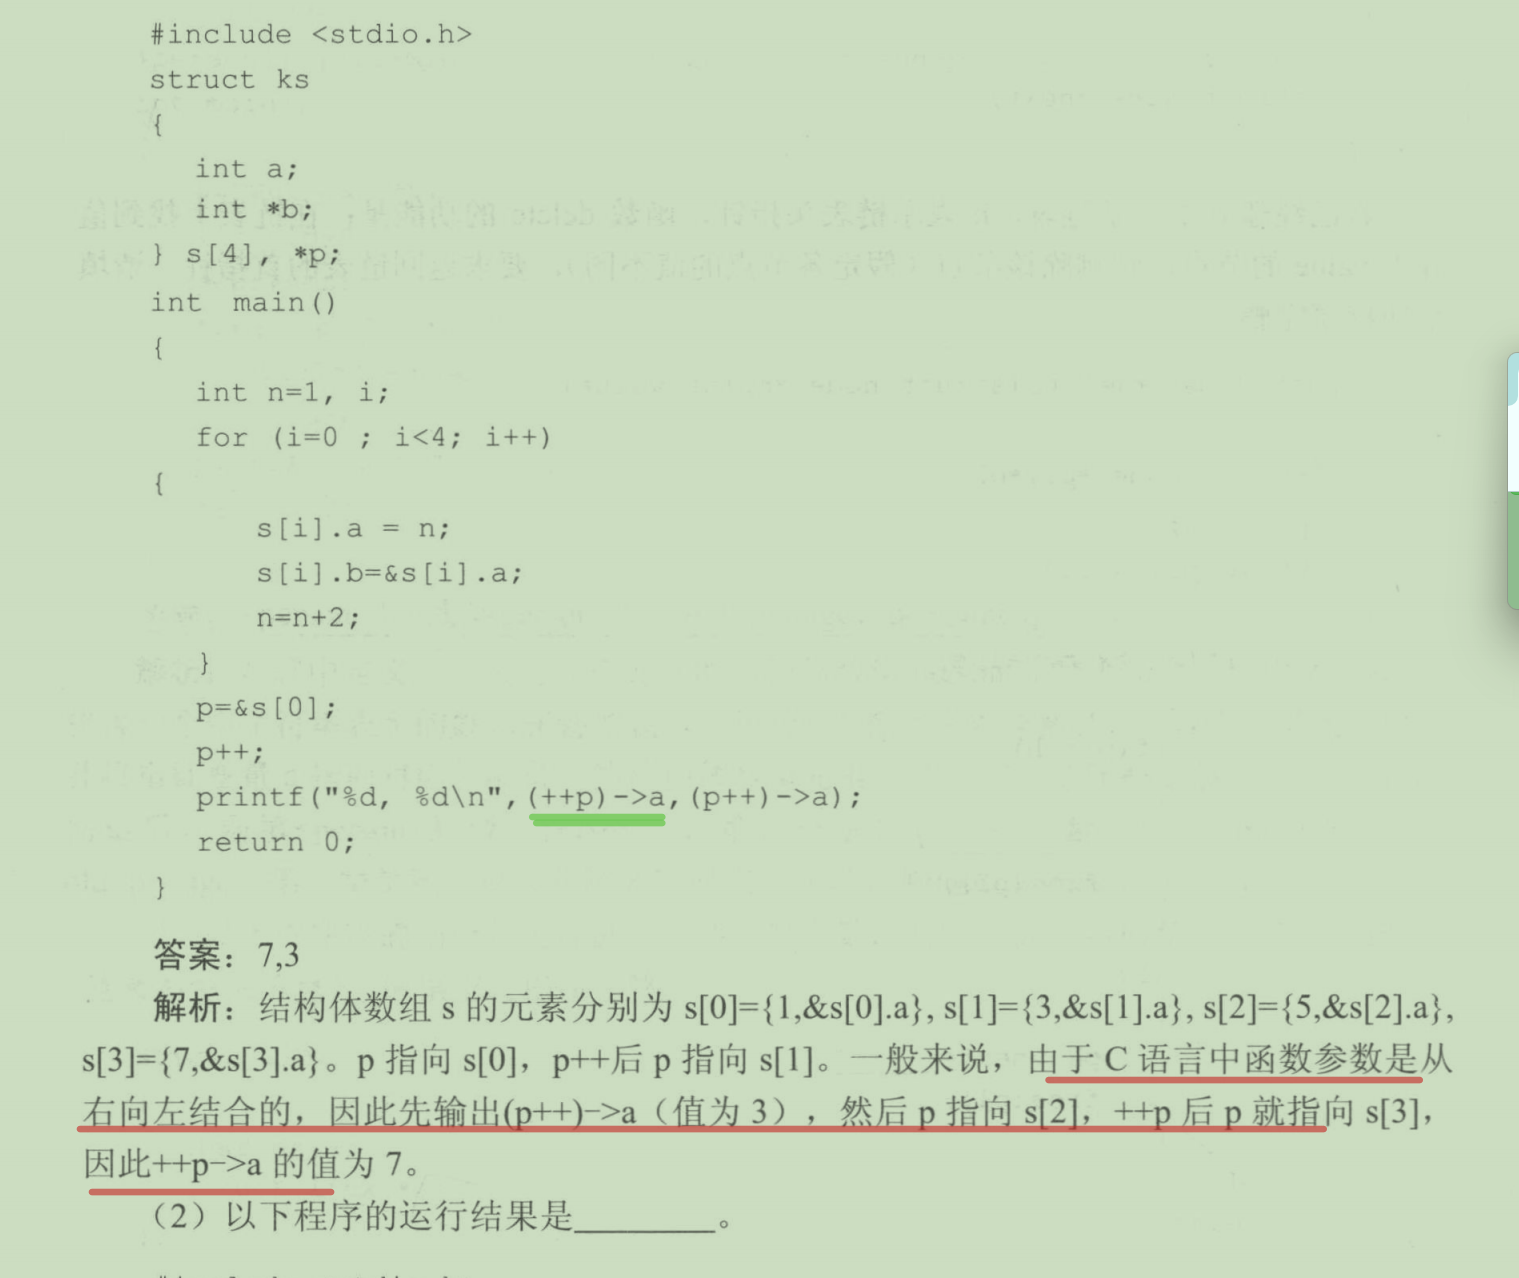 #include <stdio.h>
struct ks
{
int a;
int *b;
} s[4], *p;
int main()
{
int n=1, i;
for (i=0 ; i<4; i++)
{
s[i].a = n;
s[i].b=&s[i].a;
n=n+2;
}
p=&s[0];
p++;
printf("%d, %d\n",(++p)->a,(p++)->a);
return 0;
}
答案：7,3
解析：结构体数组 s 的元素分别为 s[0]={1,&s[0].a}, s[1]={3,&s[1].a}, s[2]={5,&s[2].a},
s[3]={7,&s[3].a}。p 指向 s[0]，p++后 p 指向 s[1]。一般来说，由于 C 语言中函数参数是从
右向左结合的，因此先输出(p++)->a（值为 3），然后 p 指向 s[2]，++p 后 p 就指向 s[3]，
因此++p->a 的值为 7。
（2）以下程序的运行结果是________。